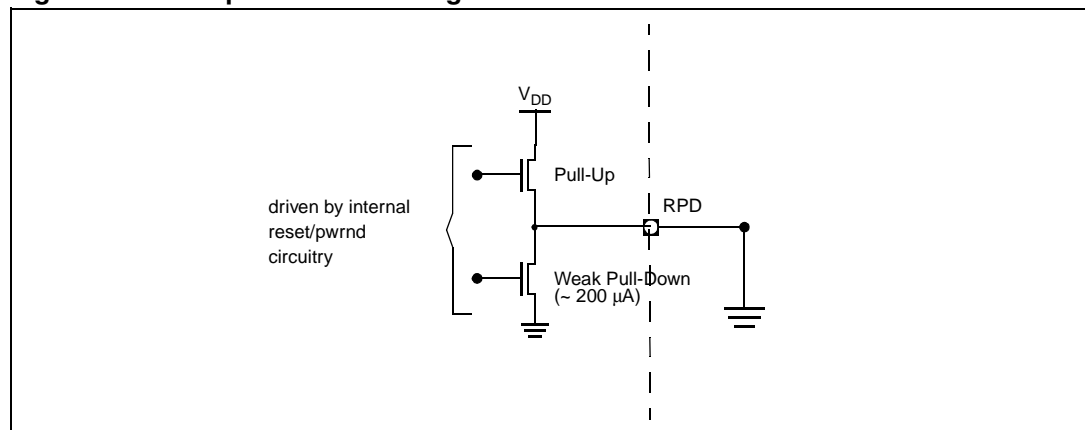 V_DD
Pull-Up
RPD
driven by internal
reset/pwrnd
circuitry
Weak Pull-Down
(~ 200 µA)